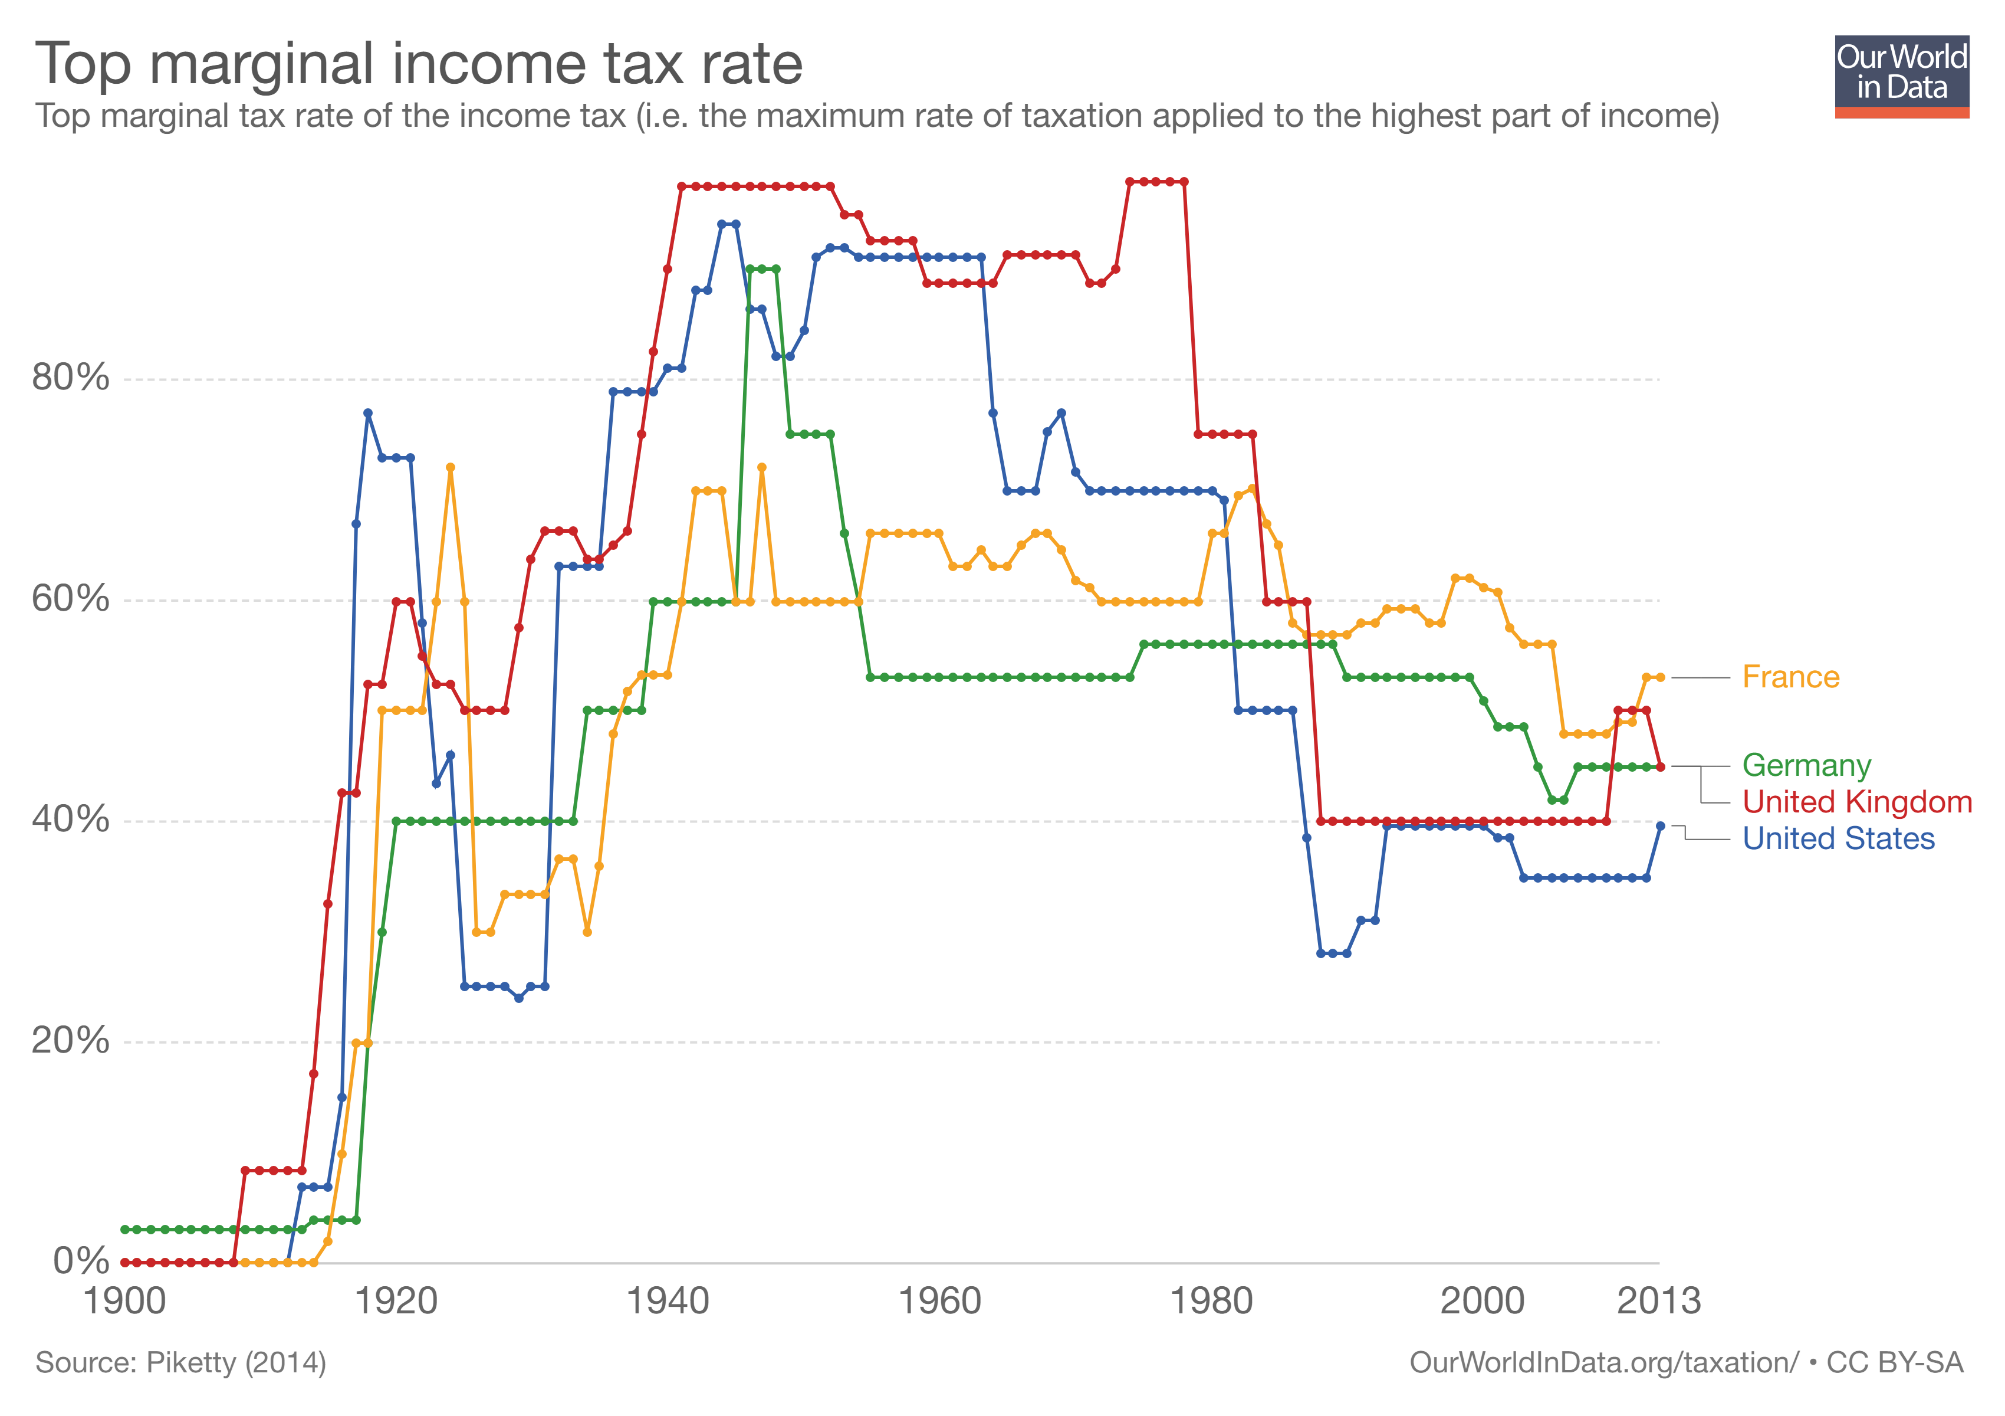 Top marginal income tax rate
Top marginal tax rate of the income tax (i.e. the maximum rate of taxation applied to the highest part of income)
Our World
in Data
80%
60%
40%
20%
0%
France
Germany
United Kingdom
United States
1900
1920
1940
1960
1980
2000
2013
Source: Piketty (2014)
OurWorldInData.org/taxation/ • CC BY-SA